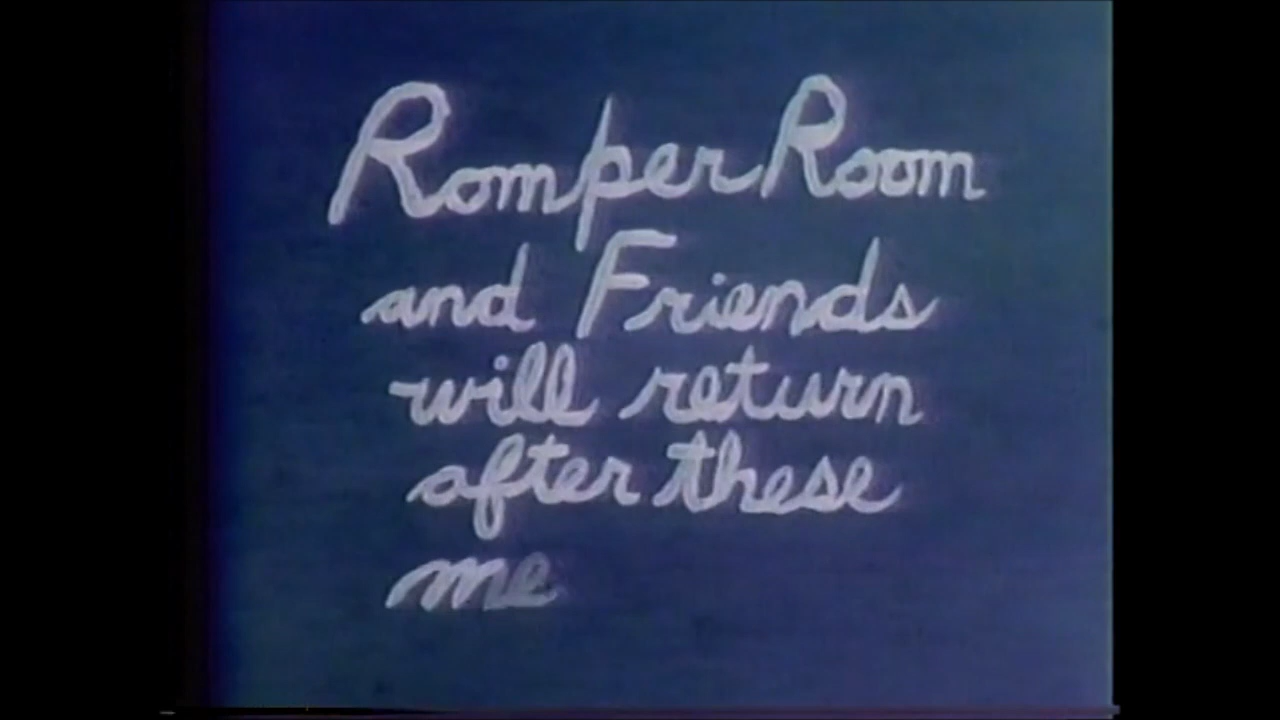 Romper Room
and Friends
will return
after these
me